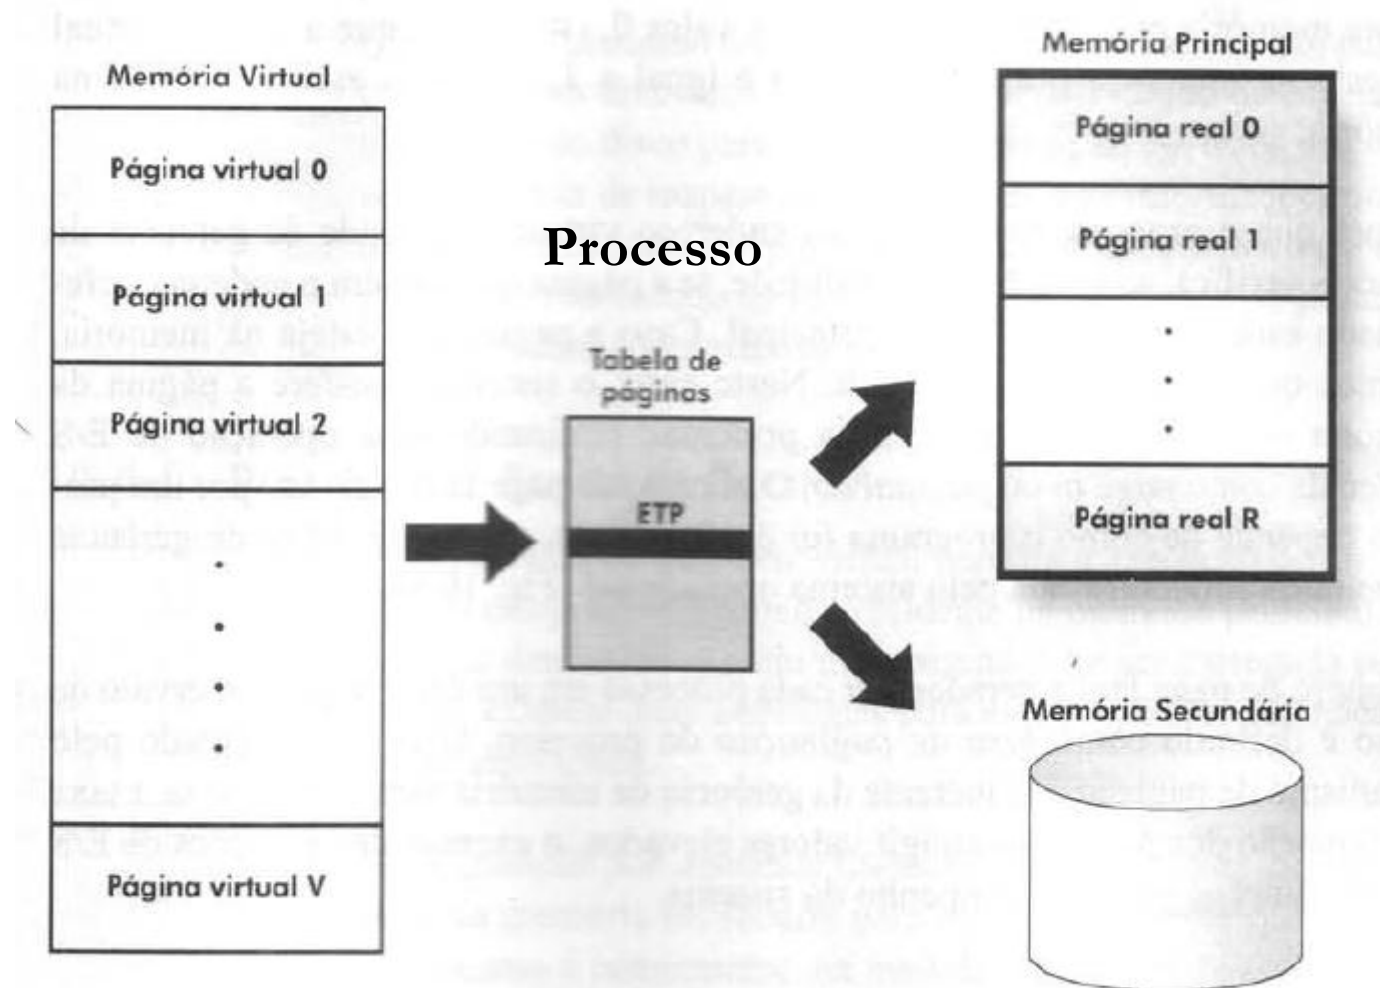 Memória Virtual
Página virtual 0
Página virtual 1
Página virtual 2
Página virtual V
Processo
Tabela de
páginas
ETP
Memória Principal
Página real 0
Página real 1
Página real R
Memória Secundária